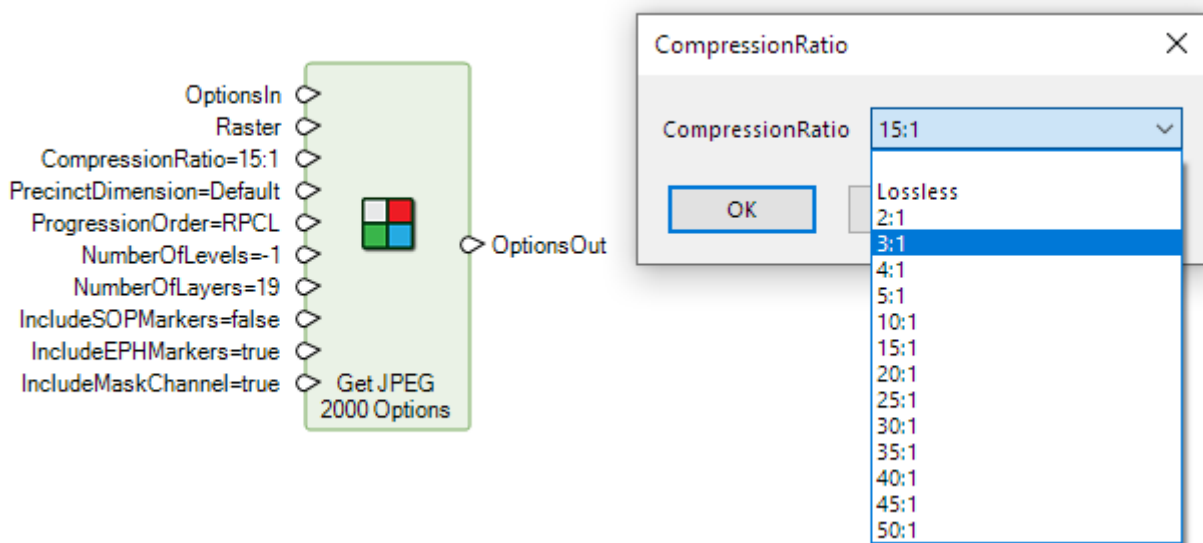 OptionsIn
Raster
CompressionRatio=15:1
PrecinctDimension=Default
ProgressionOrder=RPCL
NumberOfLevels=-1
NumberOfLayers=19
IncludeSOPMarkers=false
IncludeEPHMarkers=true
IncludeMaskChannel=true
Get JPEG
2000 Options
OptionsOut
CompressionRatio
CompressionRatio
15:1
OK
Lossless
2:1
3:1
4:1
5:1
10:1
15:1
20:1
25:1
30:1
35:1
40:1
45:1
50:1